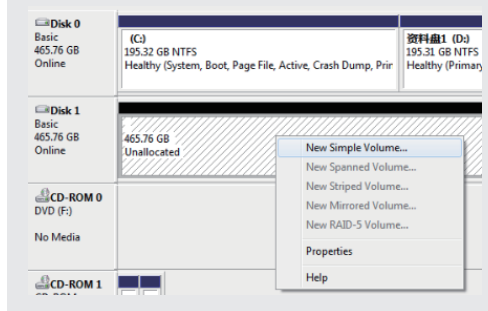 Disk 0
Basic
465.76 GB
Online
(C:)
195.32 GB NTFS
Healthy (System, Boot, Page File, Active, Crash Dump, Prir
资料盘1 (D:)
195.31 GB NTFS
Healthy (Primary
Disk 1
Basic
465.76 GB
Online
465.76 GB
Unallocated
New Simple Volume...
New Spanned Volume...
New Striped Volume...
New Mirrored Volume...
New RAID-5 Volume...
Properties
Help
CD-ROM 0
DVD (F:)
No Media
CD-ROM 1